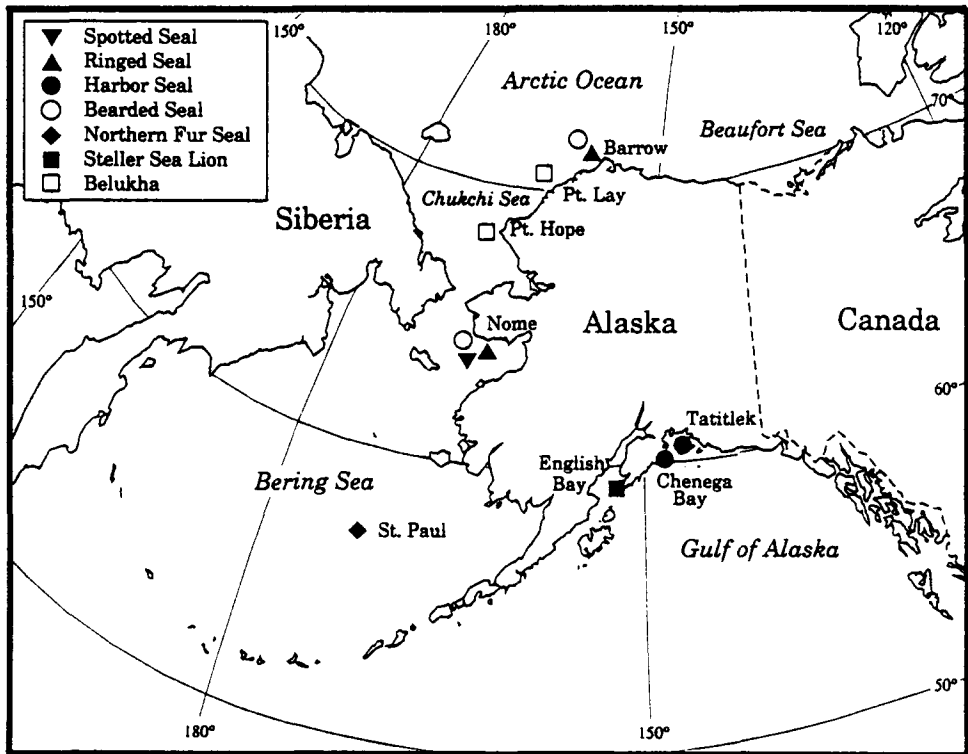 Spotted Seal
Ringed Seal
Harbor Seal
Bearded Seal
Northern Fur Seal
Steller Sea Lion
Belukha
150°
180°
150°
120°
Arctic Ocean
70°
Beaufort Sea
Barrow
Pt. Lay
Chukchi Sea
Siberia
Pt. Hope
150°
Nome
Alaska
Canada
60°
Tatitlek
English
Bay
Chenega
Bay
Bering Sea
St. Paul
Gulf of Alaska
50°
180°
150°